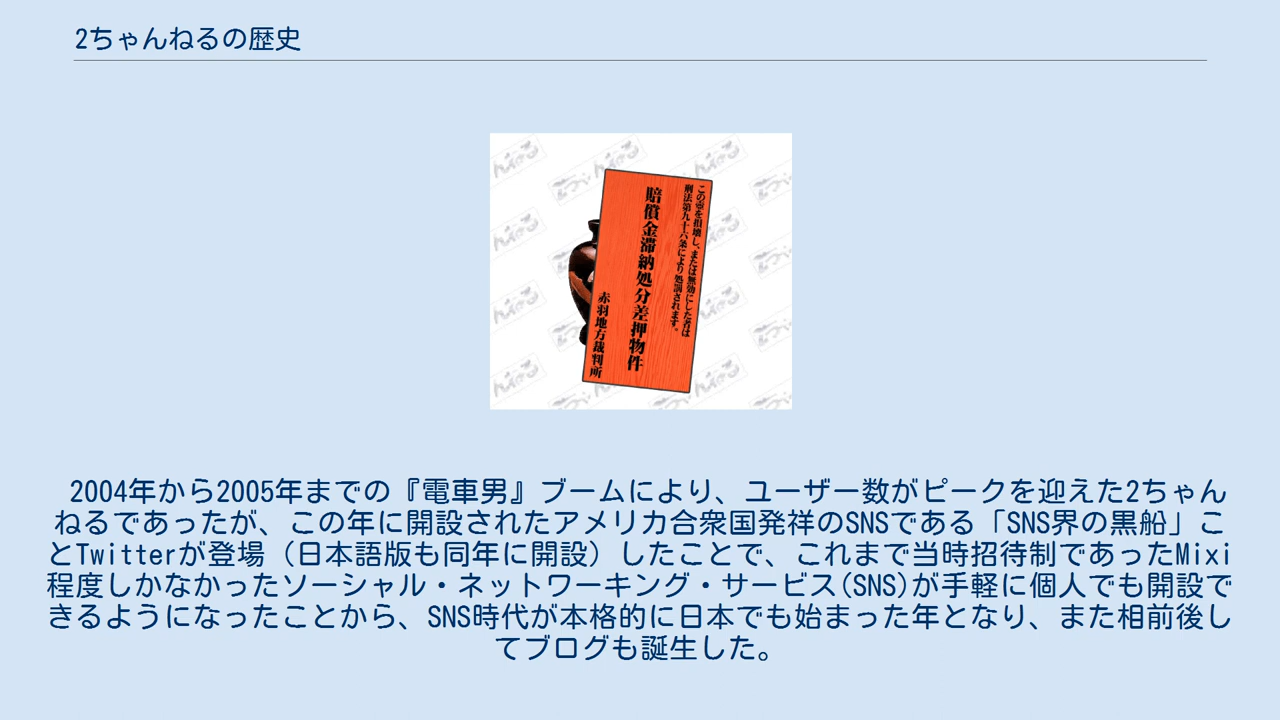 2ちゃんねるの歴史
この壺を損壊し、または無効にした者は
刑法第九十六条により処罰されます。
賠償金滞納処分差押物件
赤羽地方裁判所
2004年から2005年までの『電車男』ブームにより、ユーザー数がピークを迎えた2ちゃん
ねるであったが、この年に開設されたアメリカ合衆国発祥のSNSである「SNS界の黒船」こ
とTwitterが登場（日本語版も同年に開設）したことで、これまで当時招待制であったMixi
程度しかなかったソーシャル・ネットワーキング・サービス(SNS)が手軽に個人でも開設で
きるようになったことから、SNS時代が本格的に日本でも始まった年となり、また相前後し
てブログも誕生した。